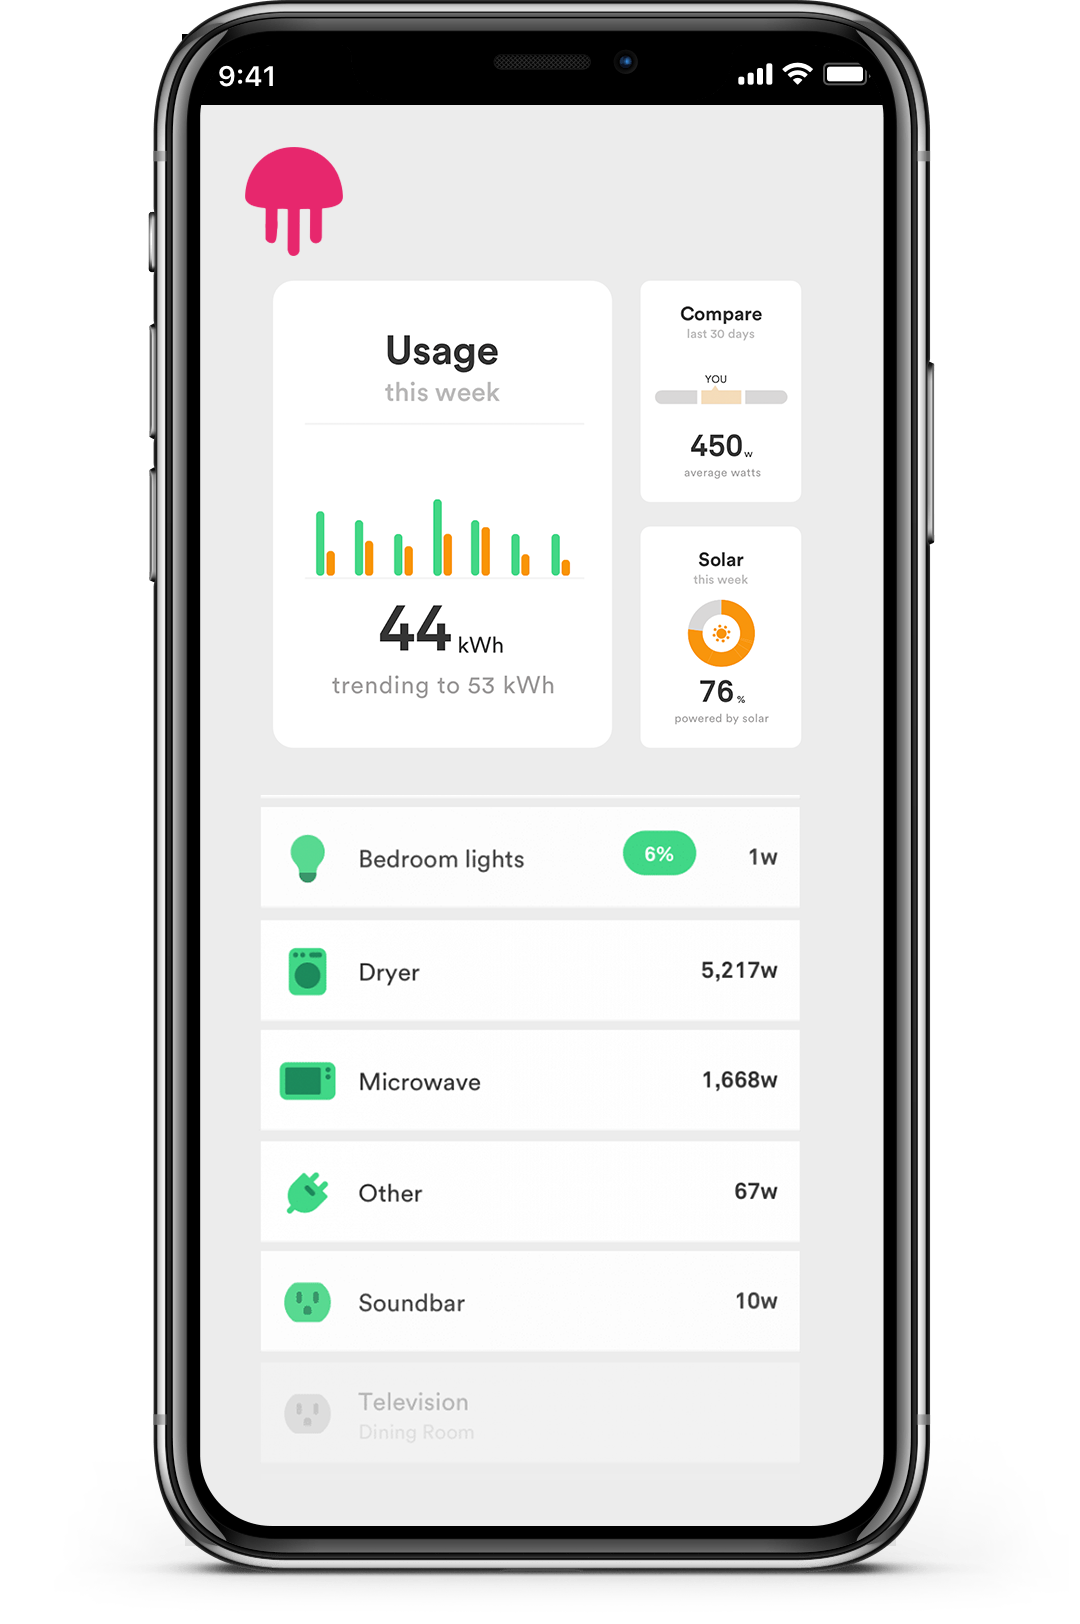 9:41
Usage
this week
44 kWh
trending to 53 kWh
Compare
last 30 days
YOU
450 w
average watts
Solar
this week
76 %
powered by solar
Bedroom lights 6% 1w
Dryer 5,217w
Microwave 1,668w
Other 67w
Soundbar 10w
Television
Dining Room